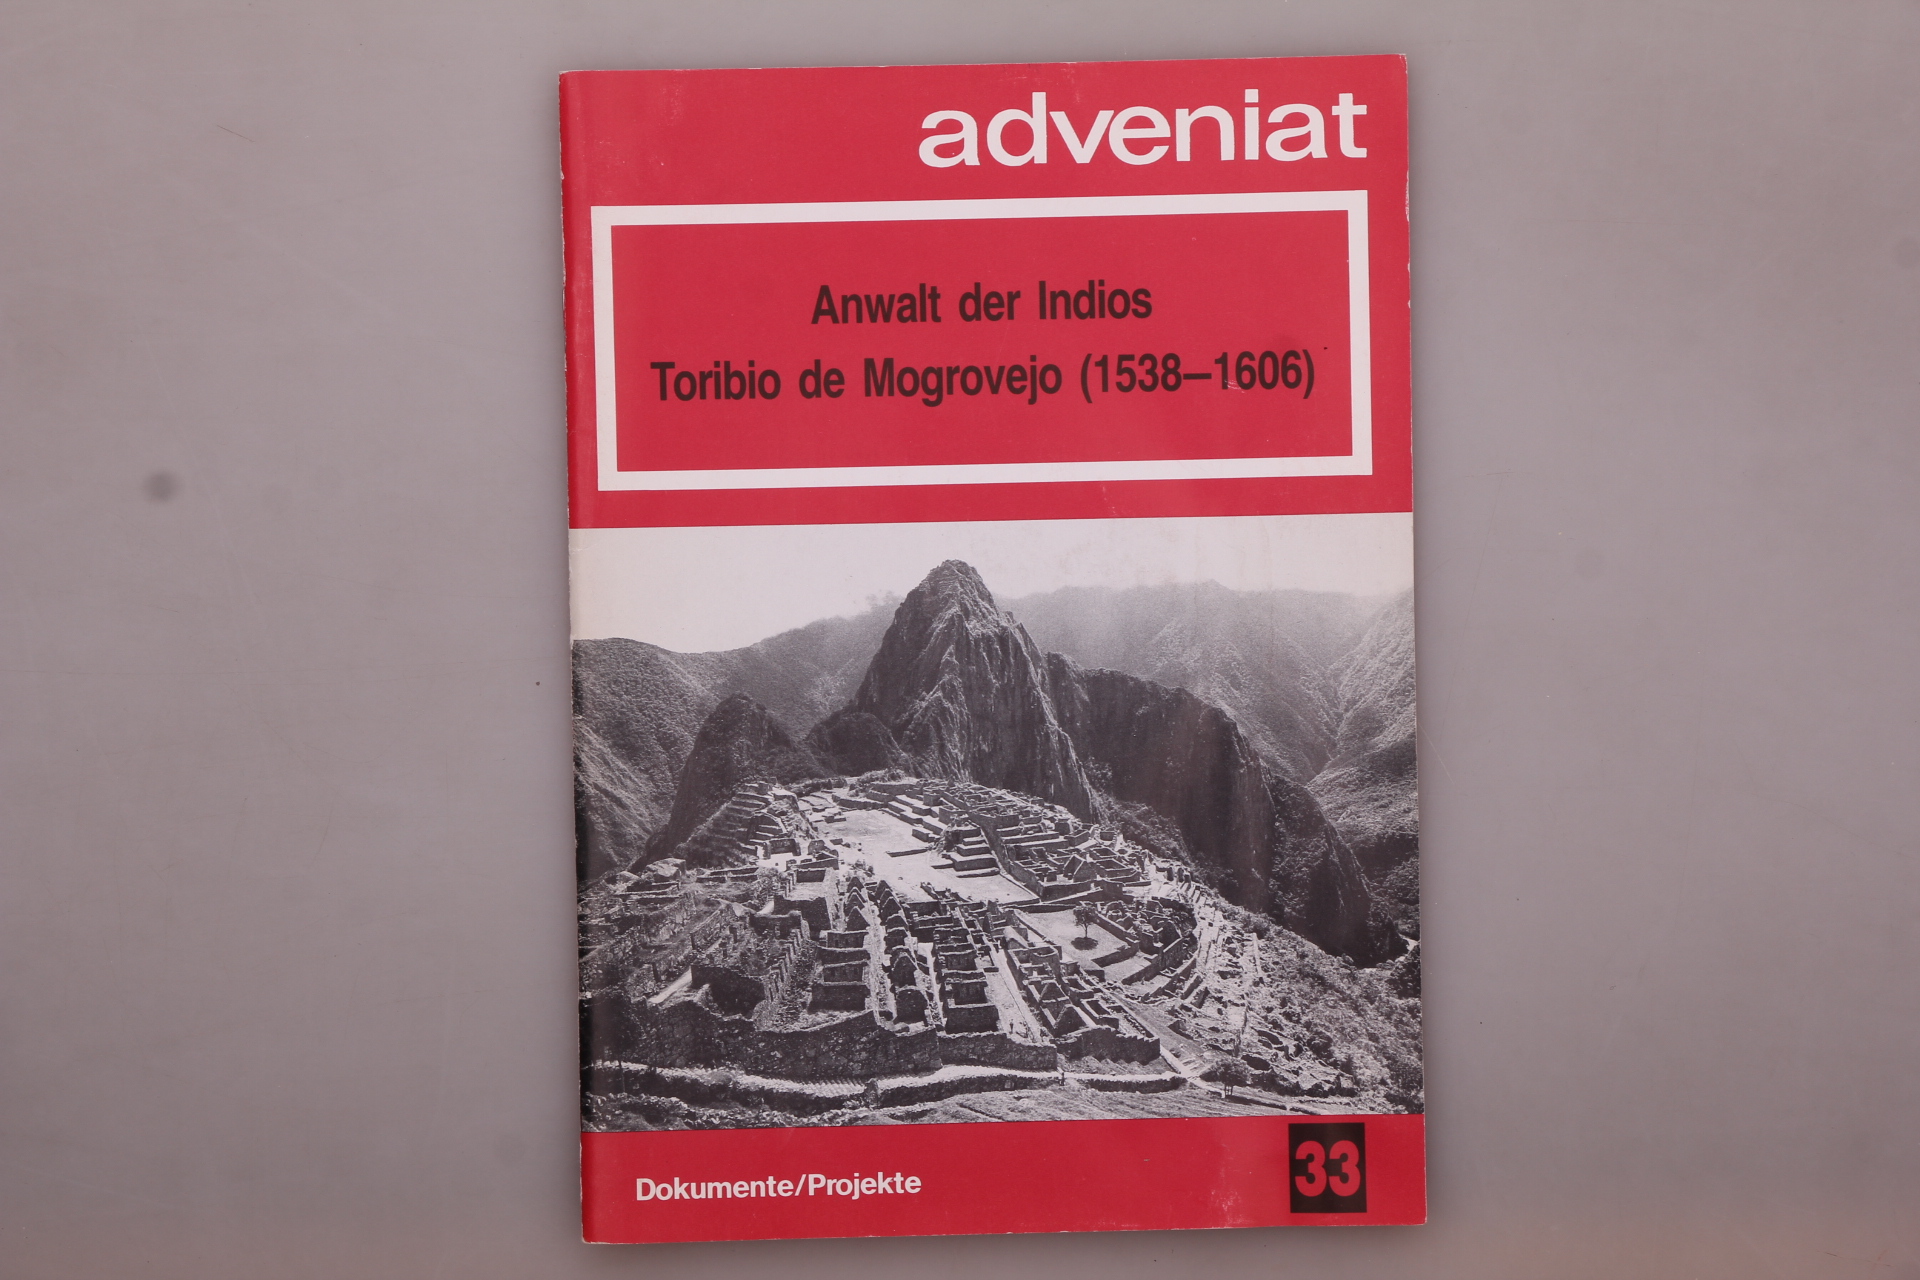 adveniat
Anwalt der Indios
Toribio de Mogrovejo (1538–1606)
Dokumente/Projekte
33